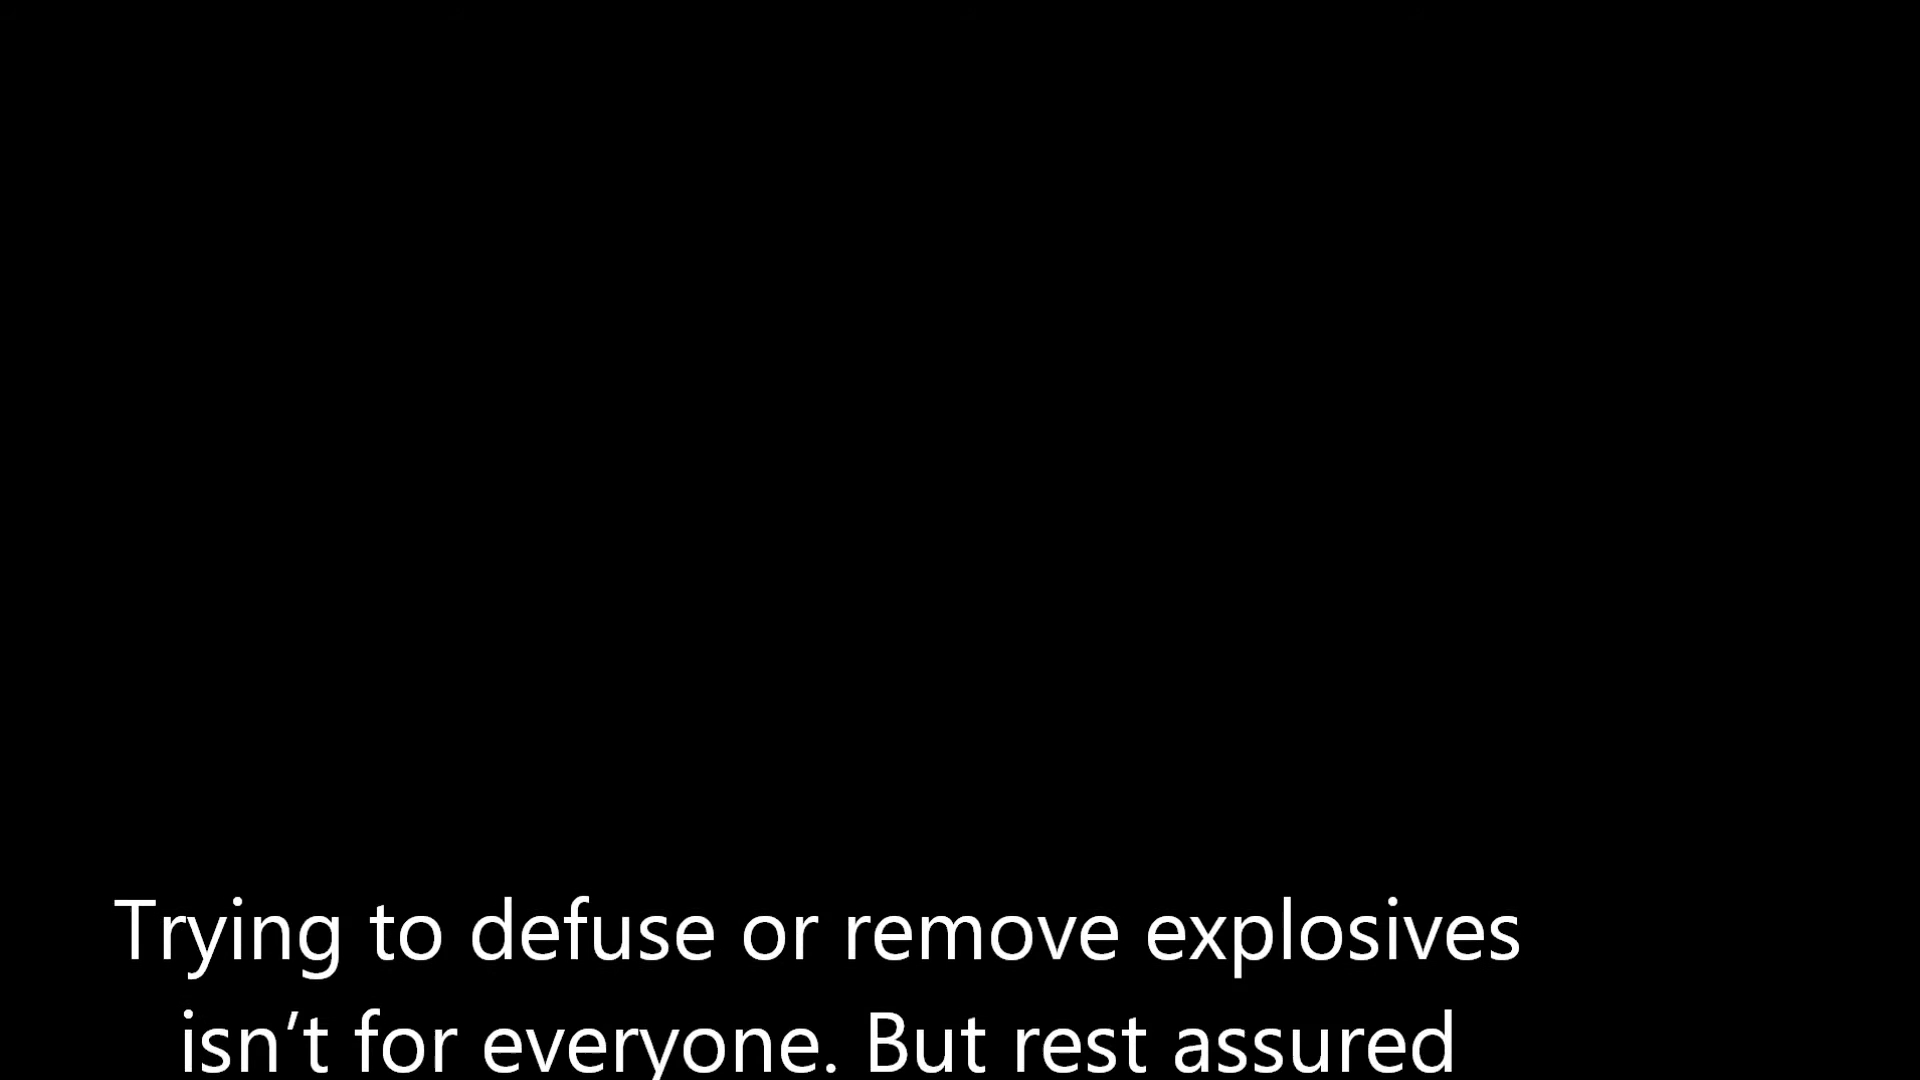 Trying to defuse or remove explosives
isn’t for everyone. But rest assured